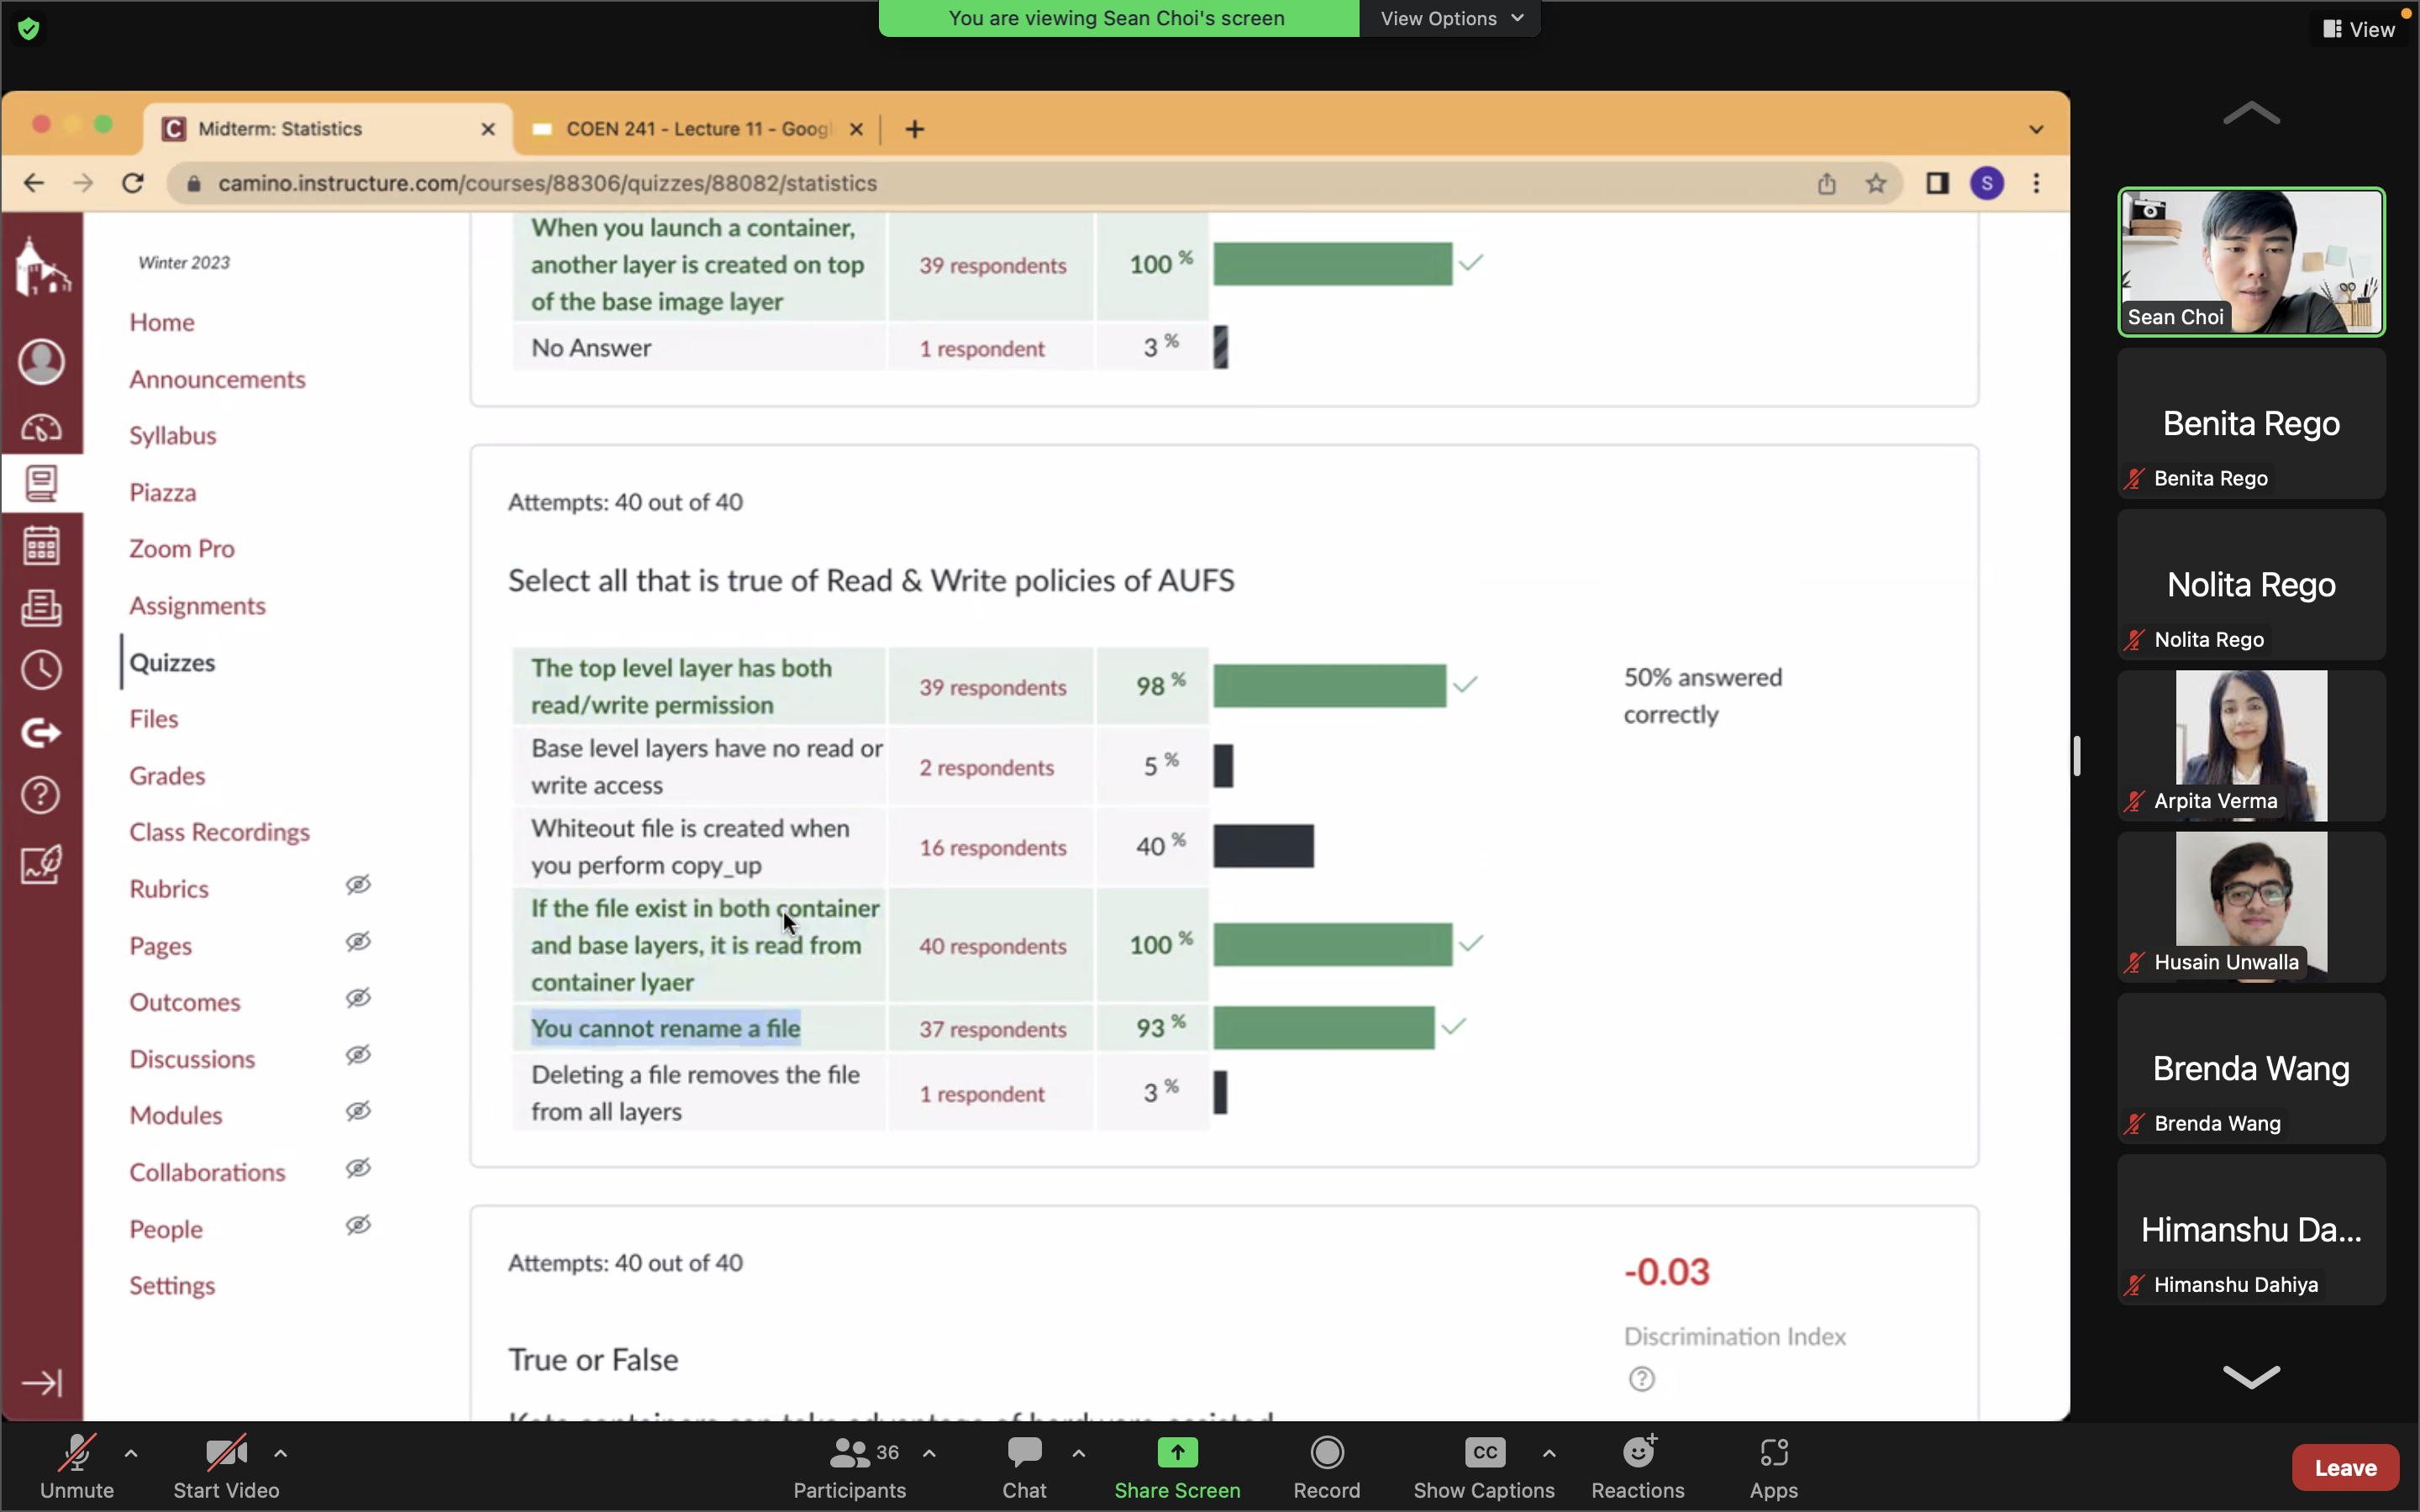 You are viewing Sean Choi's screen
View Options
View
Midterm: Statistics
COEN 241 - Lecture 11 - Googl
camino.instructure.com/courses/88306/quizzes/88082/statistics
S
Winter 2023
Home
Announcements
Syllabus
Piazza
Zoom Pro
Assignments
Quizzes
Files
Grades
Class Recordings
Rubrics
Pages
Outcomes
Discussions
Modules
Collaborations
People
Settings
When you launch a container,
another layer is created on top
of the base image layer
39 respondents
100 %
No Answer
1 respondent
3 %
Attempts: 40 out of 40
Select all that is true of Read & Write policies of AUFS
The top level layer has both
read/write permission
39 respondents
98 %
50% answered
correctly
Base level layers have no read or
write access
2 respondents
5 %
Whiteout file is created when
you perform copy_up
16 respondents
40 %
If the file exist in both container
and base layers, it is read from
container lyaer
40 respondents
100 %
You cannot rename a file
37 respondents
93 %
Deleting a file removes the file
from all layers
1 respondent
3 %
Attempts: 40 out of 40
-0.03
Discrimination Index
?
True or False
Kata containers can take advantage of hardware-assisted
Sean Choi
Benita Rego
Benita Rego
Nolita Rego
Nolita Rego
Arpita Verma
Husain Unwalla
Brenda Wang
Brenda Wang
Himanshu Da...
Himanshu Dahiya
Unmute
Start Video
36
Participants
Chat
Share Screen
Record
CC
Show Captions
Reactions
Apps
Leave